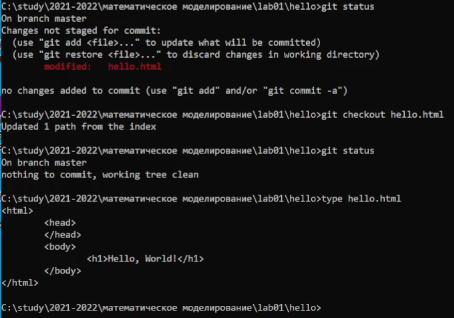 C:\study\2021-2022\математическое моделирование\lab01\hello>git status
On branch master
Changes not staged for commit:
  (use "git add <file>..." to update what will be committed)
  (use "git restore <file>..." to discard changes in working directory)
        modified:   hello.html

no changes added to commit (use "git add" and/or "git commit -a")

C:\study\2021-2022\математическое моделирование\lab01\hello>git checkout hello.html
Updated 1 path from the index

C:\study\2021-2022\математическое моделирование\lab01\hello>git status
On branch master
nothing to commit, working tree clean

C:\study\2021-2022\математическое моделирование\lab01\hello>type hello.html
<html>
        <head>
        </head>
        <body>
                <h1>Hello, World!</h1>
        </body>
</html>

C:\study\2021-2022\математическое моделирование\lab01\hello>